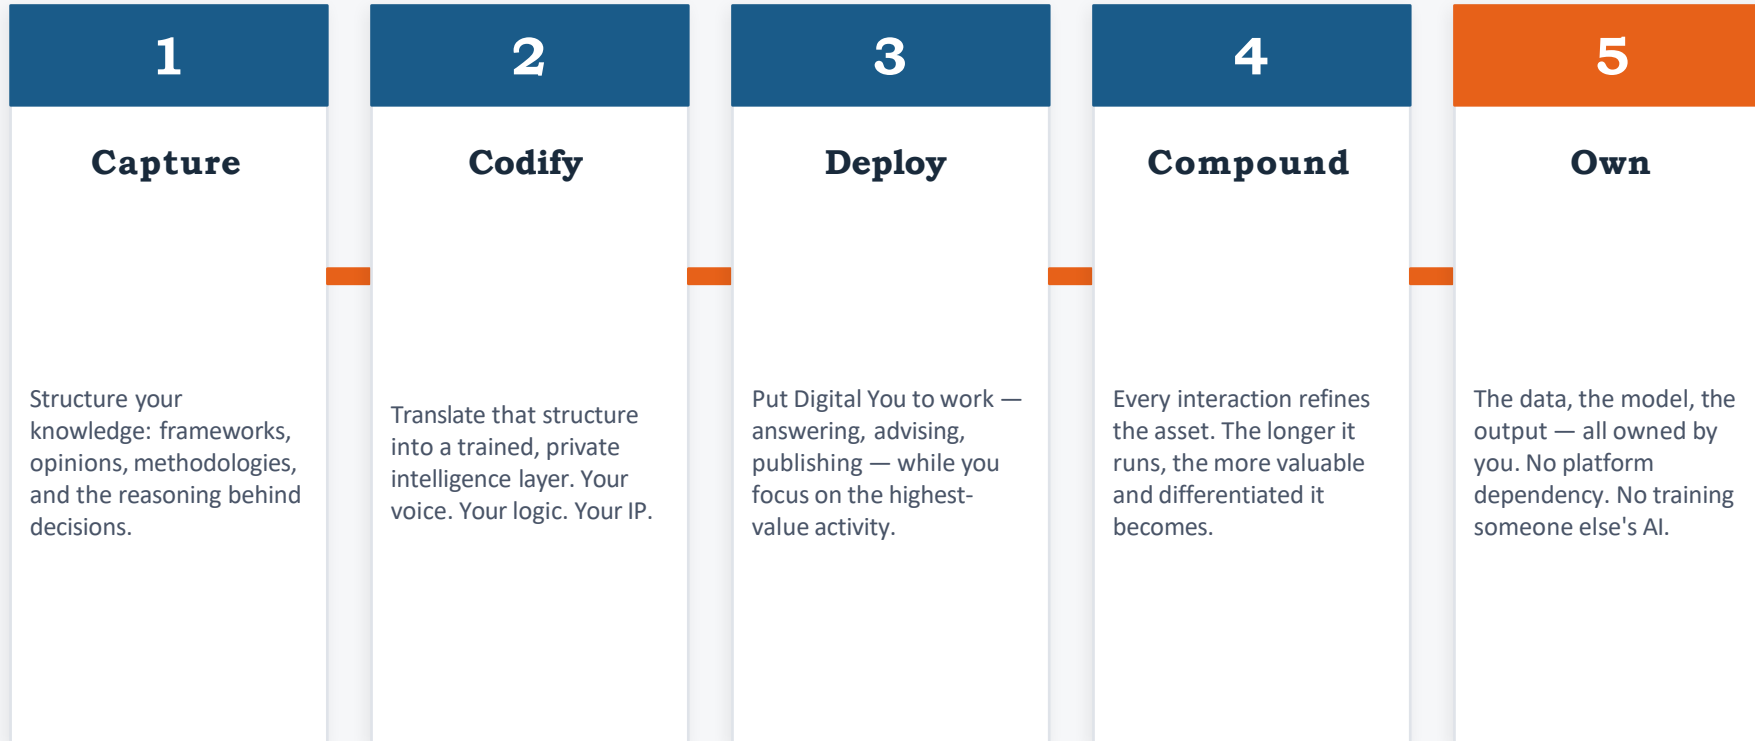 1
Capture
Structure your
knowledge: frameworks,
opinions, methodologies,
and the reasoning behind
decisions.
2
Codify
Translate that structure
into a trained, private
intelligence layer. Your
voice. Your logic. Your IP.
3
Deploy
Put Digital You to work —
answering, advising,
publishing — while you
focus on the highest-
value activity.
4
Compound
Every interaction refines
the asset. The longer it
runs, the more valuable
and differentiated it
becomes.
5
Own
The data, the model, the
output — all owned by
you. No platform
dependency. No training
someone else's AI.